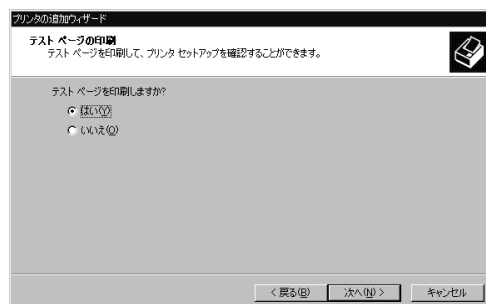 プリンタの追加ウィザード
テスト ページの印刷
テスト ページを印刷して、プリンタ セットアップを確認することができます。
テスト ページを印刷しますか?
はい(Y)
いいえ(O)
< 戻る(B)
次へ(N) >
キャンセル